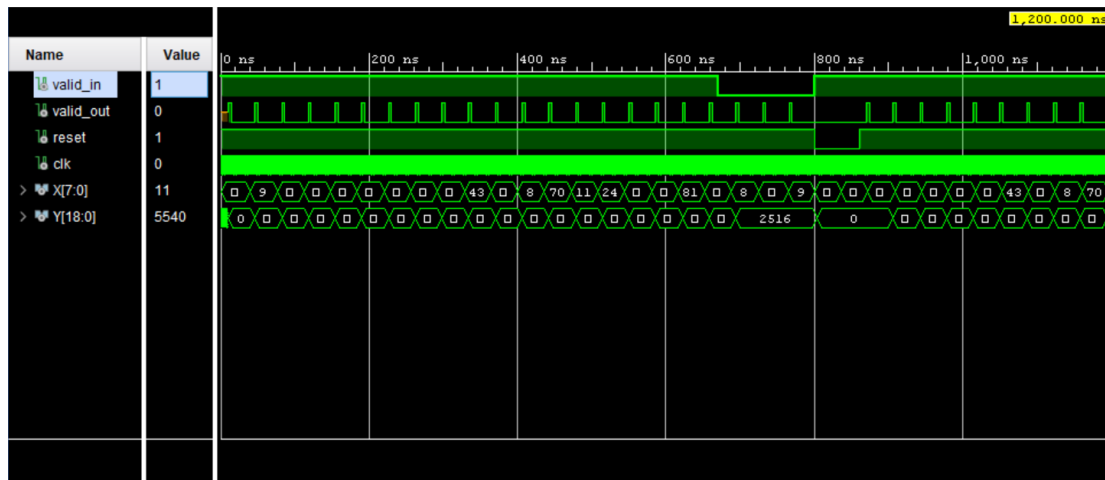 1,200.000 ns
Name Value |0 ns |200 ns |400 ns |600 ns |800 ns |1,000 ns
valid_in 1
valid_out 0
reset 1
clk 0
X[7:0] 11 9 43 8 70 11 24 81 8 9 43 8 70
Y[18:0] 5540 0 2516 0